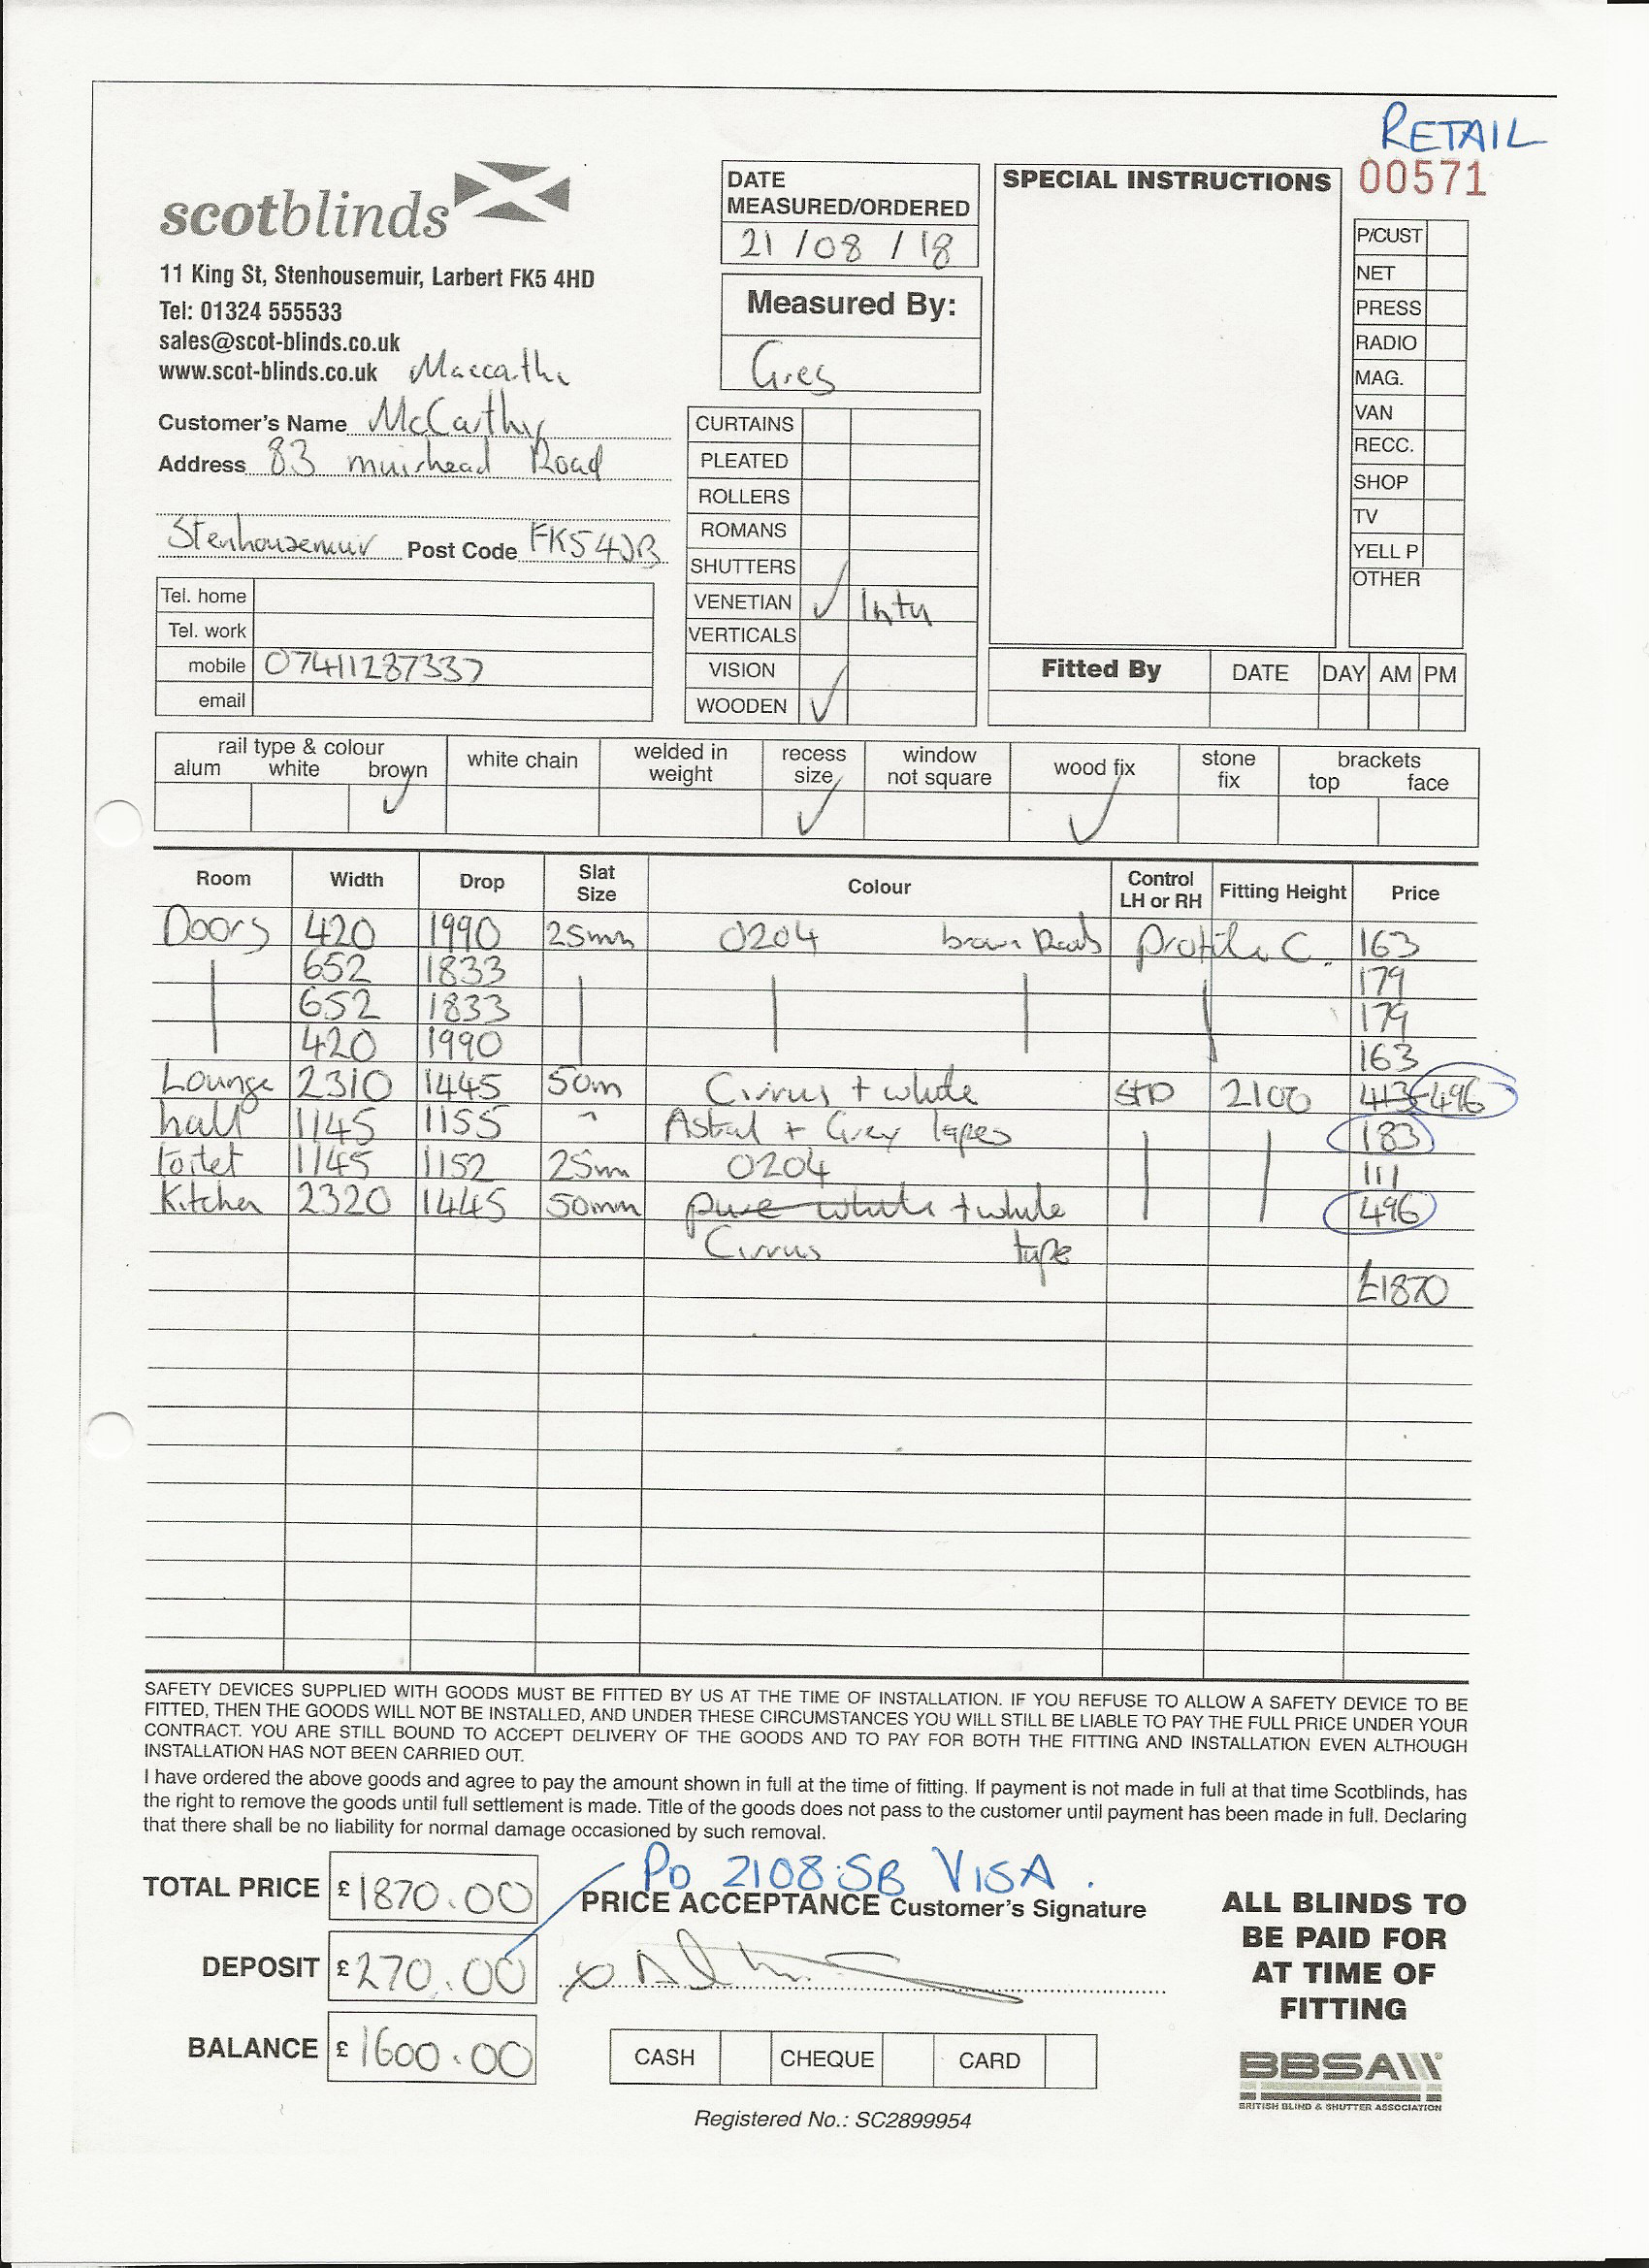 RETAIL
00571
scotblinds
11 King St, Stenhousemuir, Larbert FK5 4HD
Tel: 01324 555533
sales@scot-blinds.co.uk
www.scot-blinds.co.uk
DATE
MEASURED/ORDERED
21 / 08 / 18
Measured By:
Greg
SPECIAL INSTRUCTIONS
P/CUST
NET
PRESS
RADIO
MAG.
VAN
RECC.
SHOP
TV
YELL P
OTHER
Customer's Name McCarthy
Address 83 muirhead Road
Stenhousemuir Post Code FK5 4JB
Tel. home
Tel. work
mobile 07411287337
email
CURTAINS
PLEATED
ROLLERS
ROMANS
SHUTTERS
VENETIAN ✓ Intu
VERTICALS
VISION
WOODEN ✓
Fitted By DATE DAY AM PM
rail type & colour
alum white brown ✓
white chain
welded in weight
recess size ✓
window not square
wood fix ✓
stone fix
brackets
top face
Room Width Drop Slat Size Colour Control LH or RH Fitting Height Price
Doors 420 1990 25mm 0204 brown Profile C 163
652 1833 179
652 1833 179
420 1990 163
Lounge 2310 1445 50m Cirrus + white STD 2100 413 496
hall 1145 1155 " Astral + Grey tapes 183
toilet 1145 1152 25mm 0204 111
Kitchen 2320 1445 50mm pure white + white 496
Cirrus tape
£1870
SAFETY DEVICES SUPPLIED WITH GOODS MUST BE FITTED BY US AT THE TIME OF INSTALLATION. IF YOU REFUSE TO ALLOW A SAFETY DEVICE TO BE
FITTED, THEN THE GOODS WILL NOT BE INSTALLED, AND UNDER THESE CIRCUMSTANCES YOU WILL STILL BE LIABLE TO PAY THE FULL PRICE UNDER YOUR
CONTRACT. YOU ARE STILL BOUND TO ACCEPT DELIVERY OF THE GOODS AND TO PAY FOR BOTH THE FITTING AND INSTALLATION EVEN ALTHOUGH
INSTALLATION HAS NOT BEEN CARRIED OUT.
I have ordered the above goods and agree to pay the amount shown in full at the time of fitting. If payment is not made in full at that time Scotblinds, has
the right to remove the goods until full settlement is made. Title of the goods does not pass to the customer until payment has been made in full. Declaring
that there shall be no liability for normal damage occasioned by such removal.
PD 2108 SB VISA.
TOTAL PRICE £1870.00
PRICE ACCEPTANCE Customer's Signature
DEPOSIT £270.00
BALANCE £1600.00
CASH CHEQUE CARD
ALL BLINDS TO
BE PAID FOR
AT TIME OF
FITTING
BBSA
BRITISH BLIND & SHUTTER ASSOCIATION
Registered No.: SC2899954